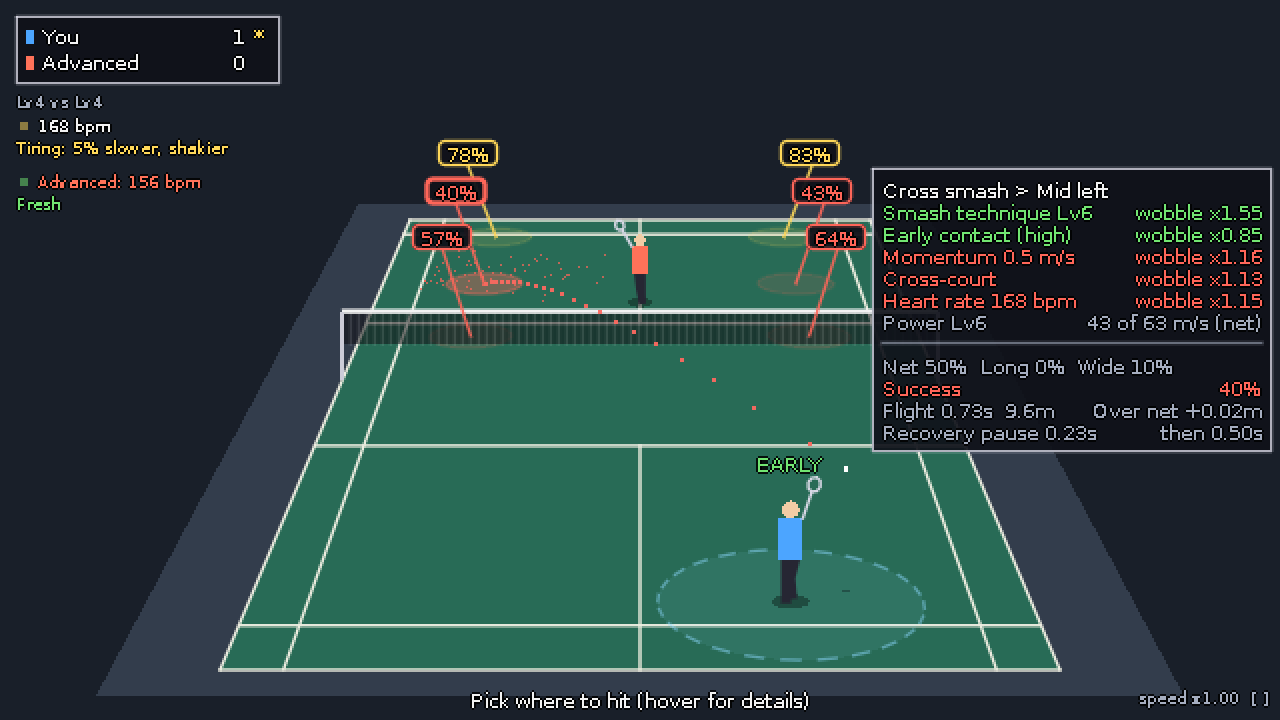 You 1 *
Advanced 0
Lv4 vs Lv4
168 bpm
Tiring: 5% slower, shakier
Advanced: 156 bpm
Fresh
78%
83%
40%
43%
57%
64%
Cross smash > Mid left
Smash technique Lv6 wobble x1.55
Early contact (high) wobble x0.85
Momentum 0.5 m/s wobble x1.16
Cross-court wobble x1.13
Heart rate 168 bpm wobble x1.15
Power Lv6 43 of 63 m/s (net)
Net 50% Long 0% Wide 10%
Success 40%
Flight 0.73s 9.6m Over net +0.02m
Recovery pause 0.23s then 0.50s
EARLY
Pick where to hit (hover for details)
speed x1.00 [ ]